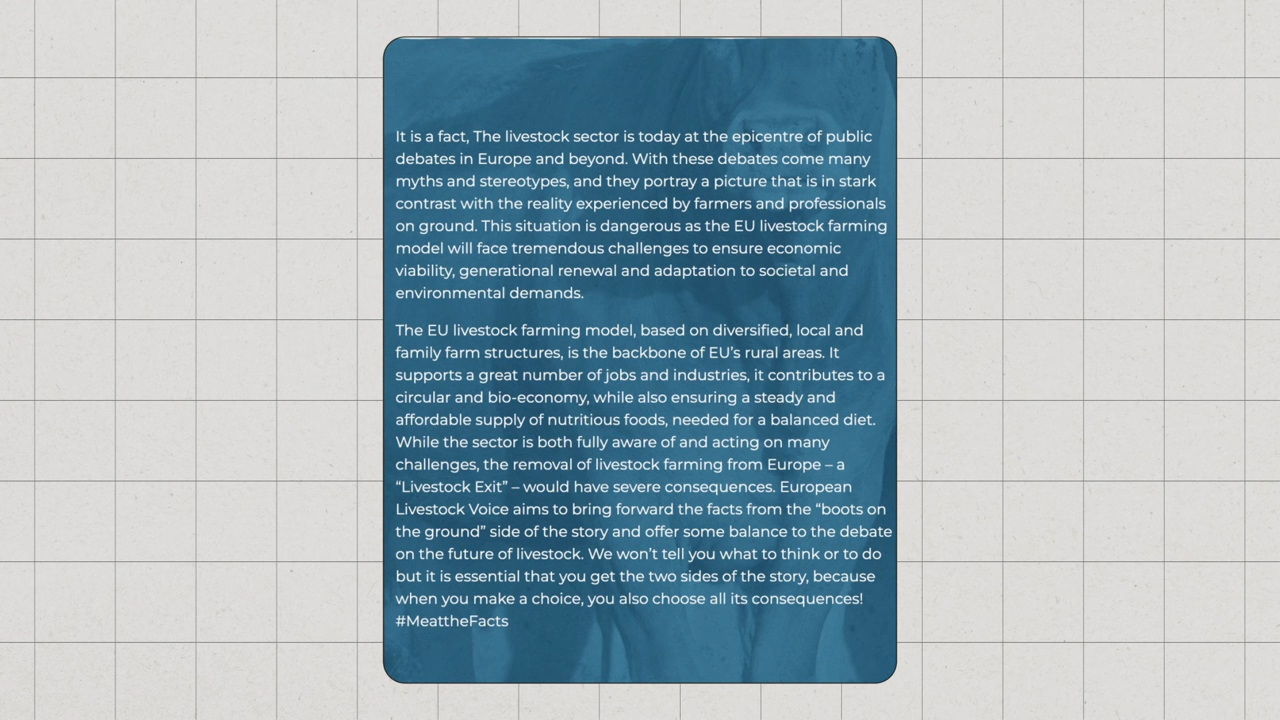 It is a fact, The livestock sector is today at the epicentre of public
debates in Europe and beyond. With these debates come many
myths and stereotypes, and they portray a picture that is in stark
contrast with the reality experienced by farmers and professionals
on ground. This situation is dangerous as the EU livestock farming
model will face tremendous challenges to ensure economic
viability, generational renewal and adaptation to societal and
environmental demands.
The EU livestock farming model, based on diversified, local and
family farm structures, is the backbone of EU’s rural areas. It
supports a great number of jobs and industries, it contributes to a
circular and bio-economy, while also ensuring a steady and
affordable supply of nutritious foods, needed for a balanced diet.
While the sector is both fully aware of and acting on many
challenges, the removal of livestock farming from Europe – a
“Livestock Exit” – would have severe consequences. European
Livestock Voice aims to bring forward the facts from the “boots on
the ground” side of the story and offer some balance to the debate
on the future of livestock. We won’t tell you what to think or to do
but it is essential that you get the two sides of the story, because
when you make a choice, you also choose all its consequences!
#MeattheFacts